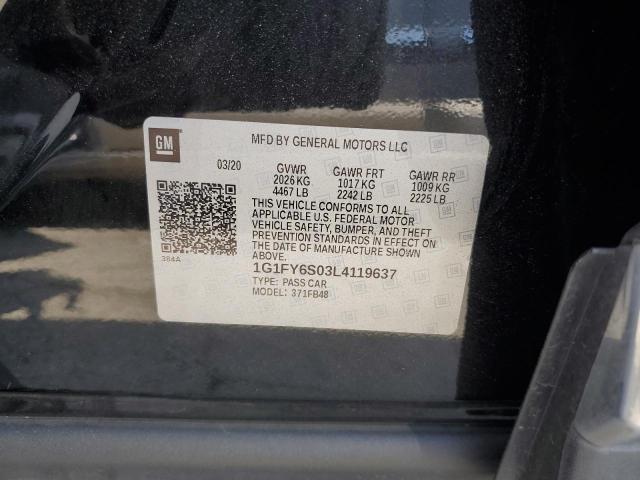 GM
MFD BY GENERAL MOTORS LLC
03/20 GVWR GAWR FRT GAWR RR
2026 KG 1017 KG 1009 KG
4467 LB 2242 LB 2225 LB
THIS VEHICLE CONFORMS TO ALL
APPLICABLE U.S. FEDERAL MOTOR
VEHICLE SAFETY, BUMPER, AND THEFT
PREVENTION STANDARDS IN EFFECT ON
THE DATE OF MANUFACTURE SHOWN
ABOVE.
384A
1G1FY6S03L4119637
TYPE: PASS CAR
MODEL: 371FB48